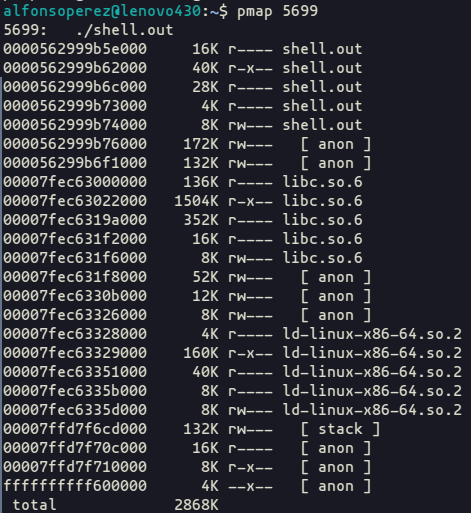 alfonsoperez@lenovo430:~$ pmap 5699
5699:   ./shell.out
0000562999b5e000     16K r---- shell.out
0000562999b62000     40K r-x-- shell.out
0000562999b6c000     28K r---- shell.out
0000562999b73000      4K r---- shell.out
0000562999b74000      8K rw--- shell.out
0000562999b76000    172K rw---   [ anon ]
000056299b6f1000    132K rw---   [ anon ]
00007fec63000000    136K r---- libc.so.6
00007fec63022000   1504K r-x-- libc.so.6
00007fec6319a000    352K r---- libc.so.6
00007fec631f2000     16K r---- libc.so.6
00007fec631f6000      8K rw--- libc.so.6
00007fec631f8000     52K rw---   [ anon ]
00007fec6330b000     12K rw---   [ anon ]
00007fec63326000      8K rw---   [ anon ]
00007fec63328000      4K r---- ld-linux-x86-64.so.2
00007fec63329000    160K r-x-- ld-linux-x86-64.so.2
00007fec63351000     40K r---- ld-linux-x86-64.so.2
00007fec6335b000      8K r---- ld-linux-x86-64.so.2
00007fec6335d000      8K rw--- ld-linux-x86-64.so.2
00007ffd7f6cd000    132K rw---   [ stack ]
00007ffd7f70c000     16K r----   [ anon ]
00007ffd7f710000      8K r-x--   [ anon ]
ffffffffff600000      4K --x--   [ anon ]
 total             2868K